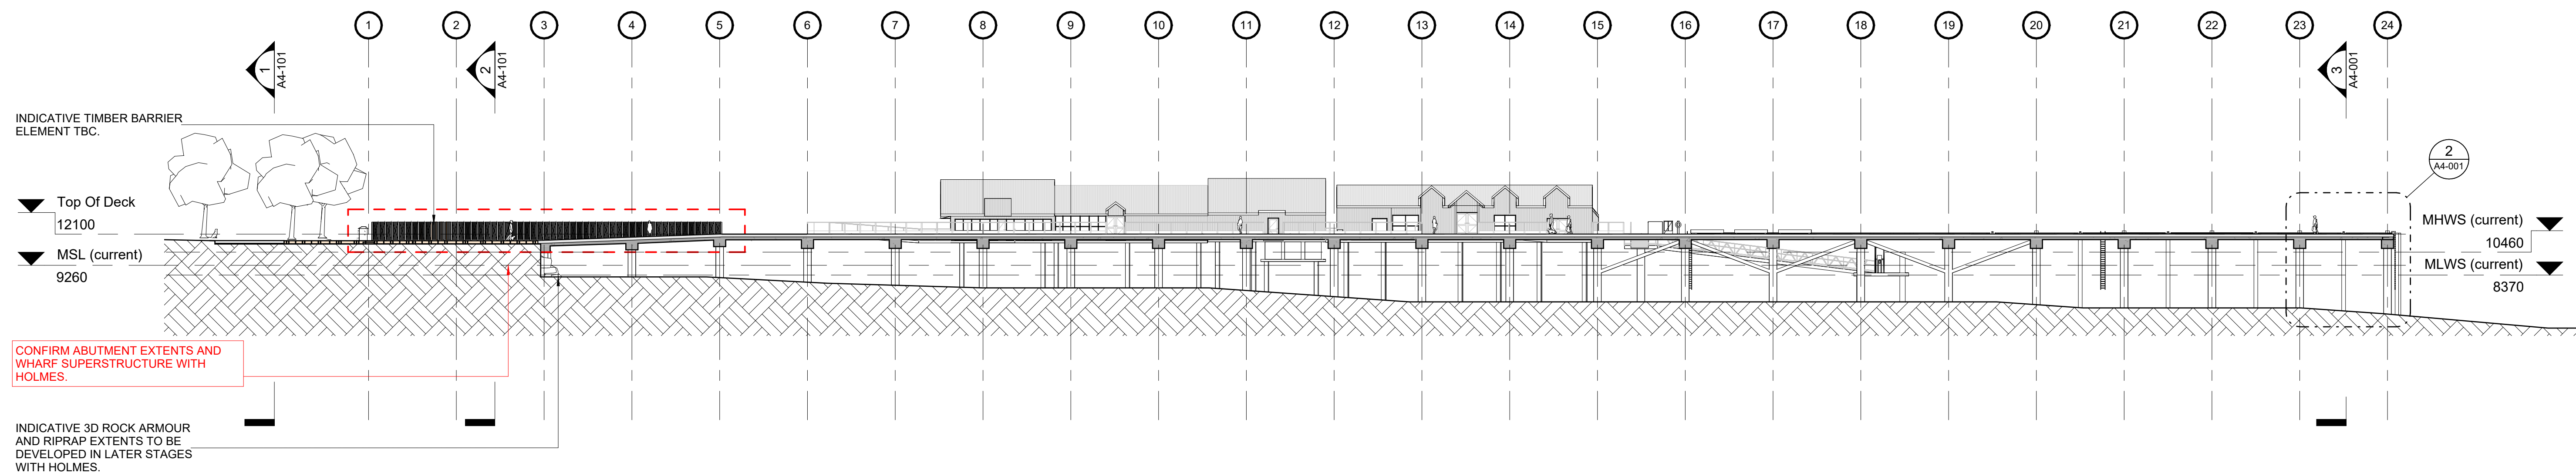 1 2 3 4 5 6 7 8 9 10 11 12 13 14 15 16 17 18 19 20 21 22 23 24
1
A4-101
2
A4-101
3
A4-001
INDICATIVE TIMBER BARRIER
ELEMENT TBC.
2
A4-001
Top Of Deck
12100
MSL (current)
9260
MHWS (current)
10460
MLWS (current)
8370
CONFIRM ABUTMENT EXTENTS AND
WHARF SUPERSTRUCTURE WITH
HOLMES.
INDICATIVE 3D ROCK ARMOUR
AND RIPRAP EXTENTS TO BE
DEVELOPED IN LATER STAGES
WITH HOLMES.